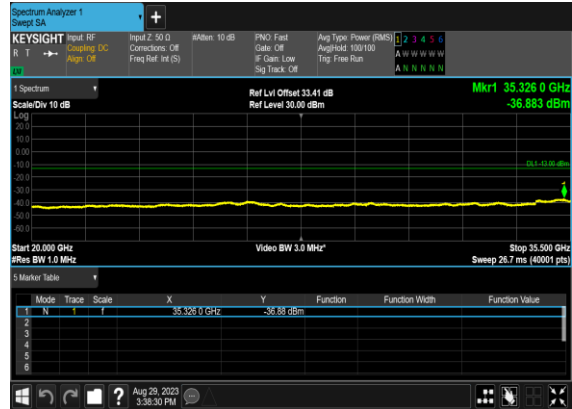 Spectrum Analyzer 1
Swept SA
+
KEYSIGHT
R T
LW
Input: RF
Coupling: DC
Align: Off
Input Z: 50 Ω
Corrections: Off
Freq Ref: Int (S)
#Atten: 10 dB
PNO: Fast
Gate: Off
IF Gain: Low
Sig Track: Off
Avg Type: Power (RMS)
Avg|Hold: 100/100
Trig: Free Run
1 2 3 4 5 6
A W W W W W
A N N N N N
1 Spectrum
Scale/Div 10 dB
Ref Lvl Offset 33.41 dB
Ref Level 30.00 dBm
Mkr1 35.326 0 GHz
-36.883 dBm
Log
20.0
10.0
0.00
-10.0
DL1 -13.00 dBm
-20.0
-30.0
1
-40.0
-50.0
-60.0
Start 20.000 GHz
Video BW 3.0 MHz*
Stop 35.500 GHz
#Res BW 1.0 MHz
Sweep 26.7 ms (40001 pts)
5 Marker Table
Mode Trace Scale X Y Function Function Width Function Value
1 N 1 f 35.326 0 GHz -36.88 dBm
2
3
4
5
6
?
Aug 29, 2023
3:38:30 PM